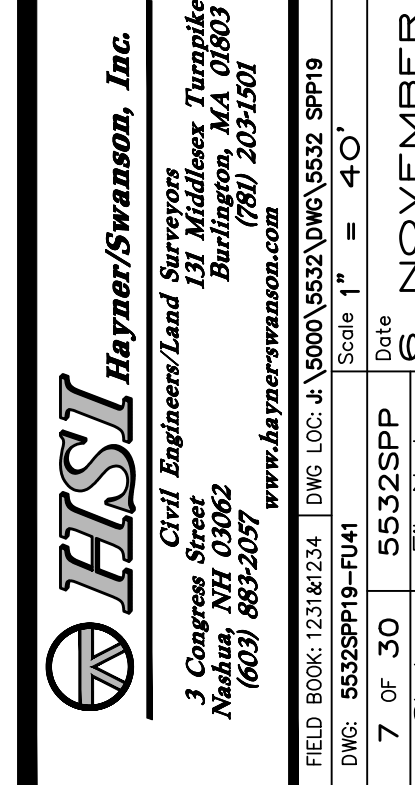 HSI Hayner/Swanson, Inc.
Civil Engineers/Land Surveyors
3 Congress Street
Nashua, NH 03062
(603) 883-2057
131 Middlesex Turnpike
Burlington, MA 01803
(781) 203-1501
www.hayner-swanson.com
FIELD BOOK: 1231&1234
DWG LOC: J:\5000\5532\DWG\5532 SPP19
DWG: 5532SPP19-FU41
Scale 1" = 40'
7 OF 30
5532SPP
Date
6 NOVEMBER